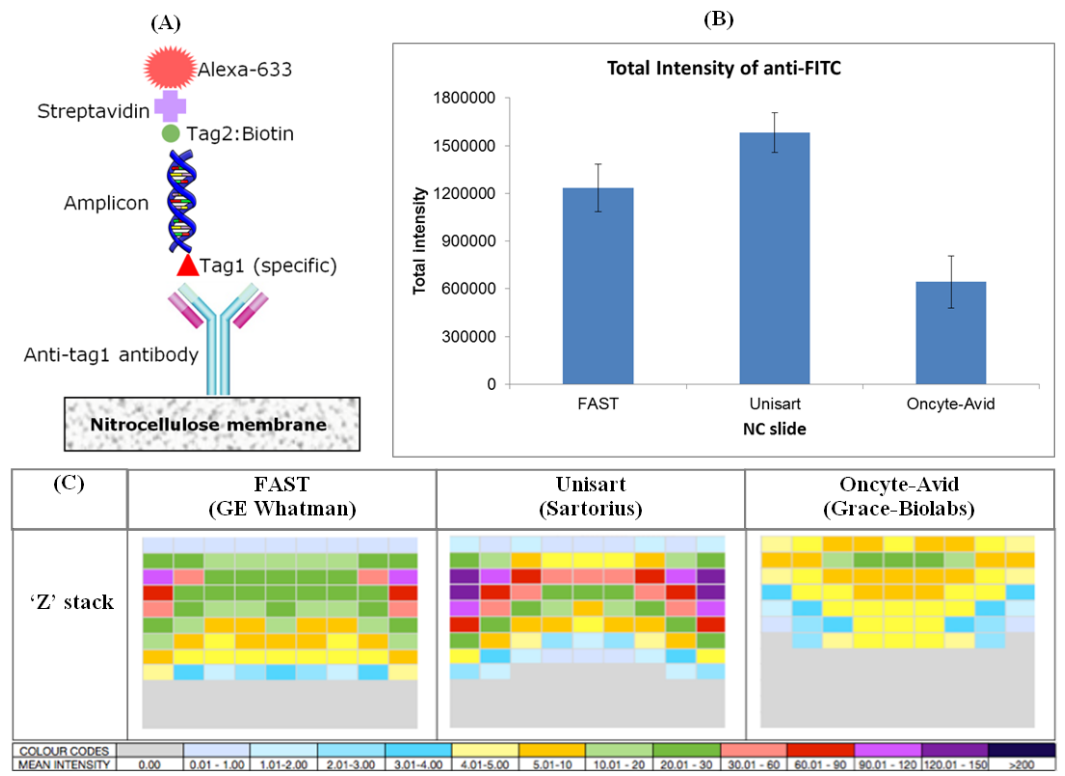 (A)
Alexa-633
Streptavidin
Tag2:Biotin
Amplicon
Tag1 (specific)
Anti-tag1 antibody
Nitrocellulose membrane
(B)
Total Intensity of anti-FITC
Total intensity
1800000
1500000
1200000
900000
600000
300000
0
FAST Unisart Oncyte-Avid
NC slide
(C) FAST Unisart Oncyte-Avid
(GE Whatman) (Sartorius) (Grace-Biolabs)
‘Z’ stack
COLOUR CODES
MEAN INTENSITY 0.00 0.01 - 1.00 1.01-2.00 2.01-3.00 3.01-4.00 4.01-5.00 5.01-10 10.01 - 20 20.01 - 30 30.01 - 60 60.01 - 90 90.01 - 120 120.01 - 150 >200